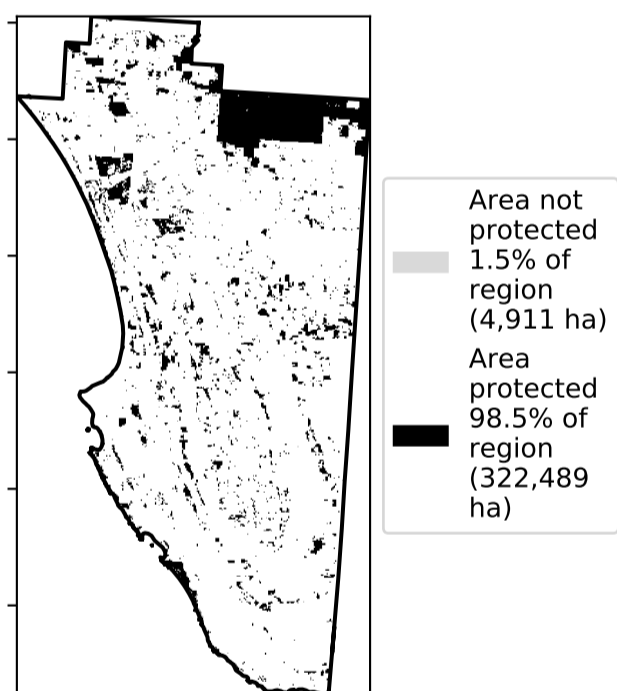 Area not
protected
1.5% of
region
(4,911 ha)
Area
protected
98.5% of
region
(322,489
ha)